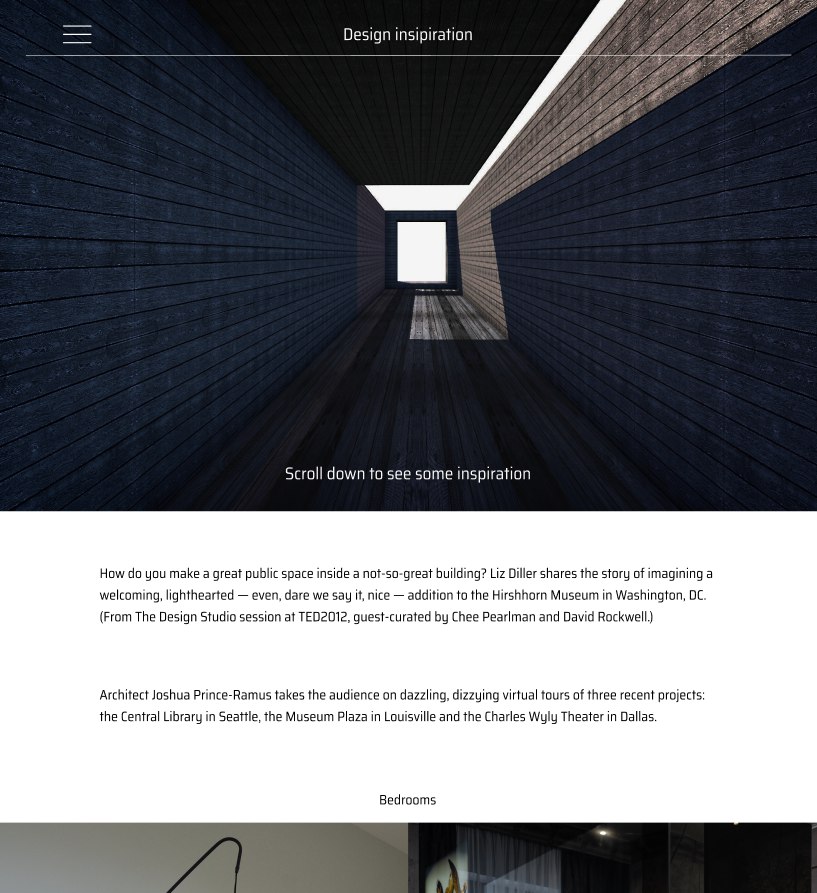 Design insipiration
Scroll down to see some inspiration
How do you make a great public space inside a not-so-great building? Liz Diller shares the story of imagining a
welcoming, lighthearted — even, dare we say it, nice — addition to the Hirshhorn Museum in Washington, DC.
(From The Design Studio session at TED2012, guest-curated by Chee Pearlman and David Rockwell.)
Architect Joshua Prince-Ramus takes the audience on dazzling, dizzying virtual tours of three recent projects:
the Central Library in Seattle, the Museum Plaza in Louisville and the Charles Wyly Theater in Dallas.
Bedrooms